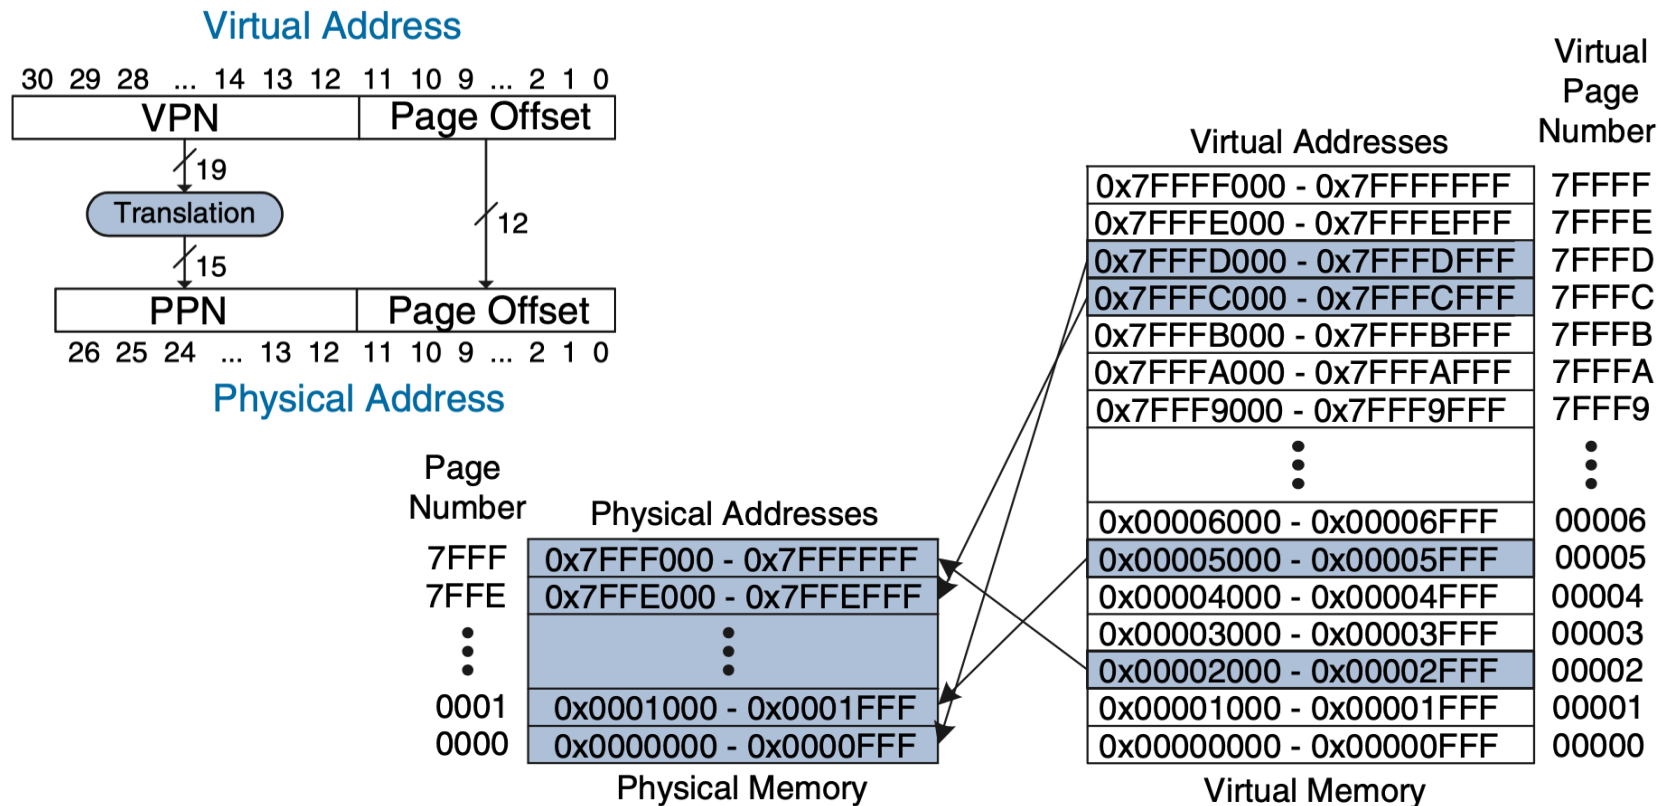 Virtual Address
30 29 28 ... 14 13 12 11 10 9 ... 2 1 0
VPN Page Offset
19
Translation
12
15
PPN Page Offset
26 25 24 ... 13 12 11 10 9 ... 2 1 0
Physical Address
Page
Number
Physical Addresses
7FFF 0x7FFF000 - 0x7FFFFFF
7FFE 0x7FFE000 - 0x7FFEFFF
0001 0x0001000 - 0x0001FFF
0000 0x0000000 - 0x0000FFF
Physical Memory
Virtual
Page
Number
Virtual Addresses
0x7FFFF000 - 0x7FFFFFFF 7FFFF
0x7FFFE000 - 0x7FFFEFFF 7FFFE
0x7FFFD000 - 0x7FFFDFFF 7FFFD
0x7FFFC000 - 0x7FFFCFFF 7FFFC
0x7FFFB000 - 0x7FFFBFFF 7FFFB
0x7FFFA000 - 0x7FFFAFFF 7FFFA
0x7FFF9000 - 0x7FFF9FFF 7FFF9
0x00006000 - 0x00006FFF 00006
0x00005000 - 0x00005FFF 00005
0x00004000 - 0x00004FFF 00004
0x00003000 - 0x00003FFF 00003
0x00002000 - 0x00002FFF 00002
0x00001000 - 0x00001FFF 00001
0x00000000 - 0x00000FFF 00000
Virtual Memory